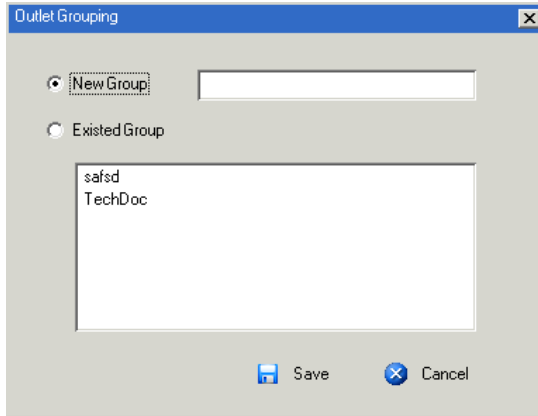 Outlet Grouping
New Group
Existed Group
safsd
TechDoc
Save
Cancel